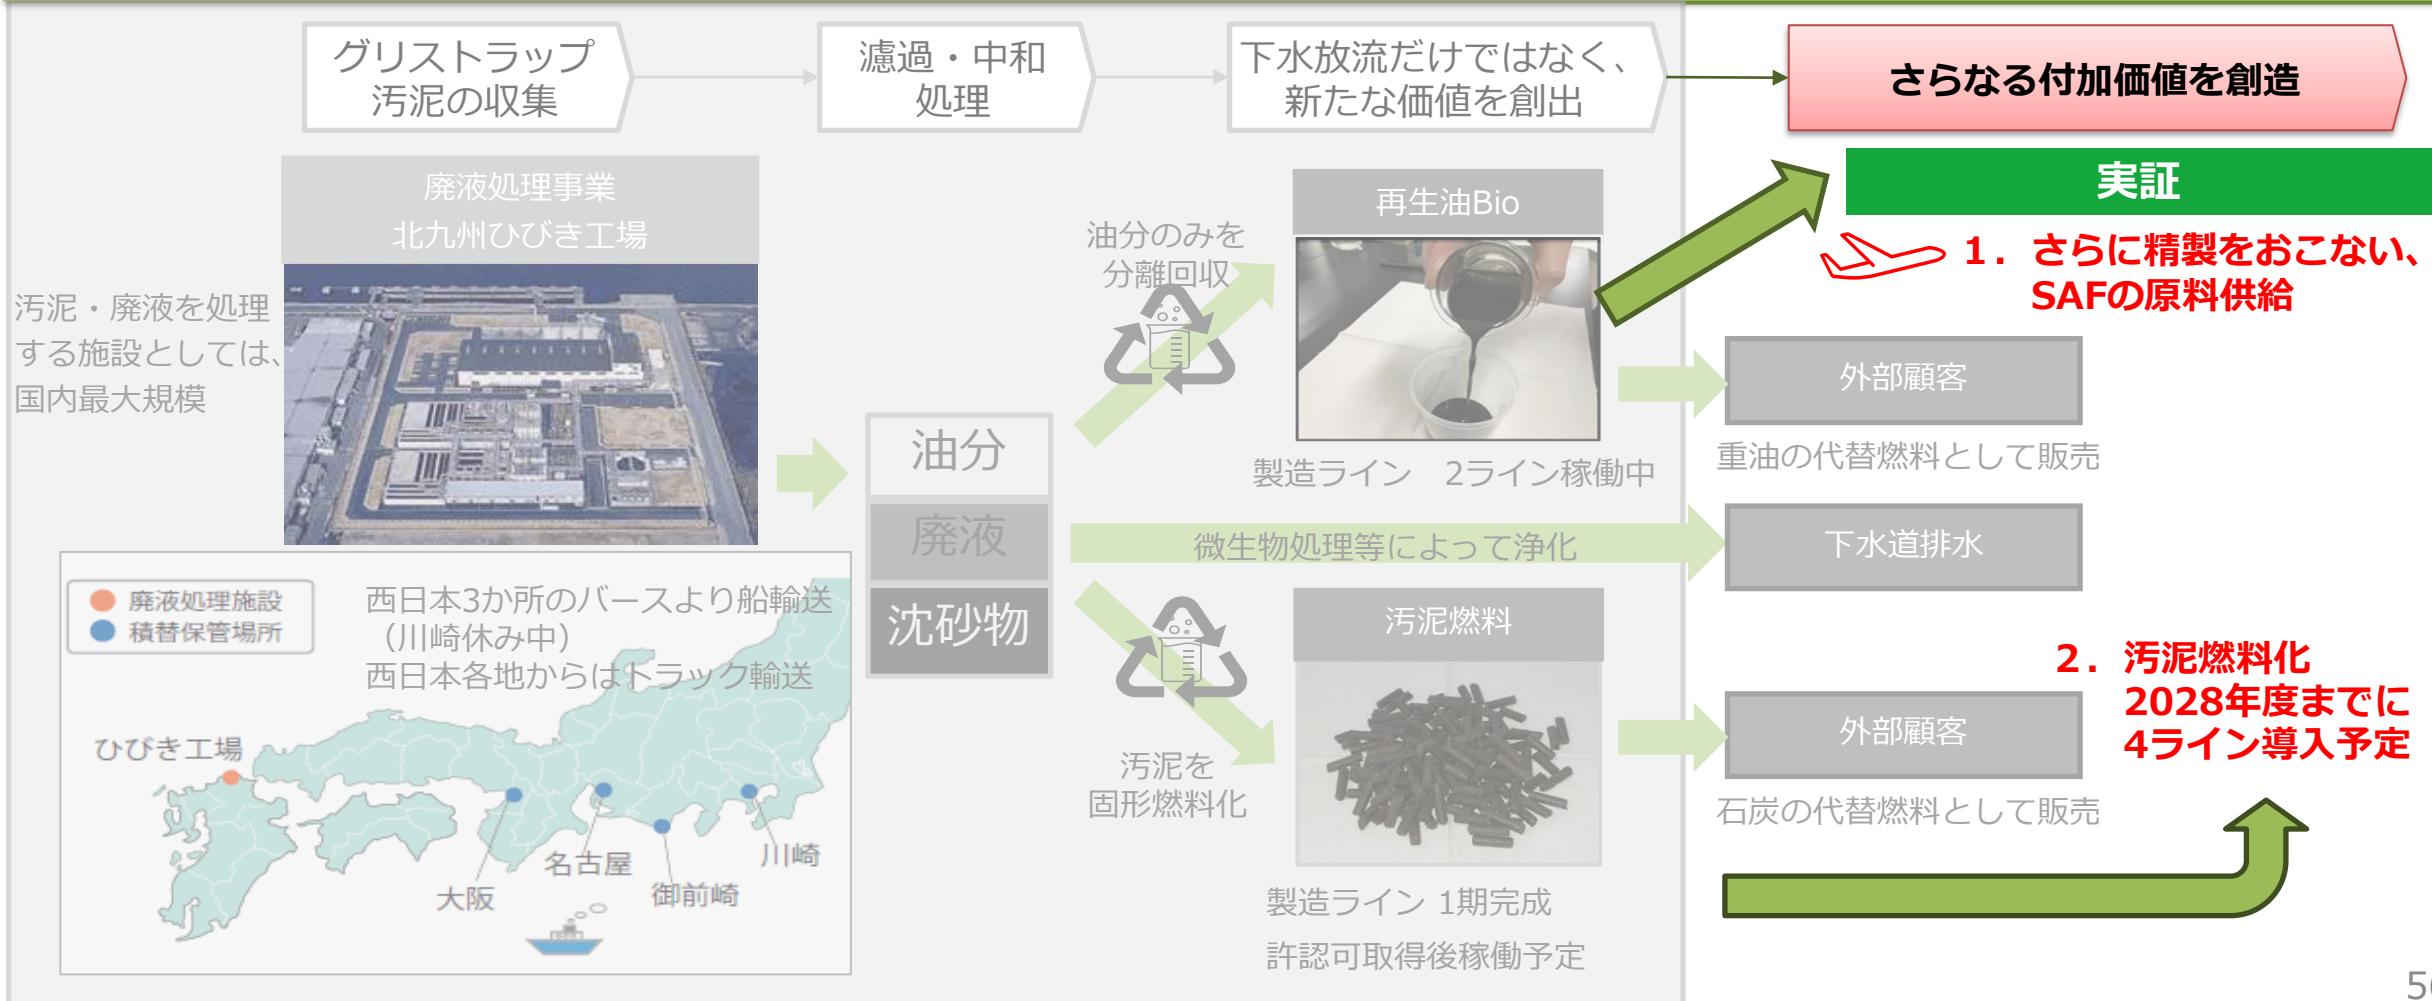 グリストラップ
汚泥の収集
濾過・中和
処理
下水放流だけではなく、
新たな価値を創出
さらなる付加価値を創造
実証
廃液処理事業
北九州ひびき工場
汚泥・廃液を処理
する施設としては、
国内最大規模
油分のみを
分離回収
再生油Bio
製造ライン　2ライン稼働中
1．さらに精製をおこない、
SAFの原料供給
外部顧客
重油の代替燃料として販売
油分
廃液
沈砂物
微生物処理等によって浄化
下水道排水
廃液処理施設
積替保管場所
西日本3か所のバースより船輸送
（川崎休み中）
西日本各地からはトラック輸送
ひびき工場
大阪
名古屋
御前崎
川崎
汚泥を
固形燃料化
汚泥燃料
製造ライン 1期完成
許認可取得後稼働予定
2．汚泥燃料化
2028年度までに
4ライン導入予定
外部顧客
石炭の代替燃料として販売